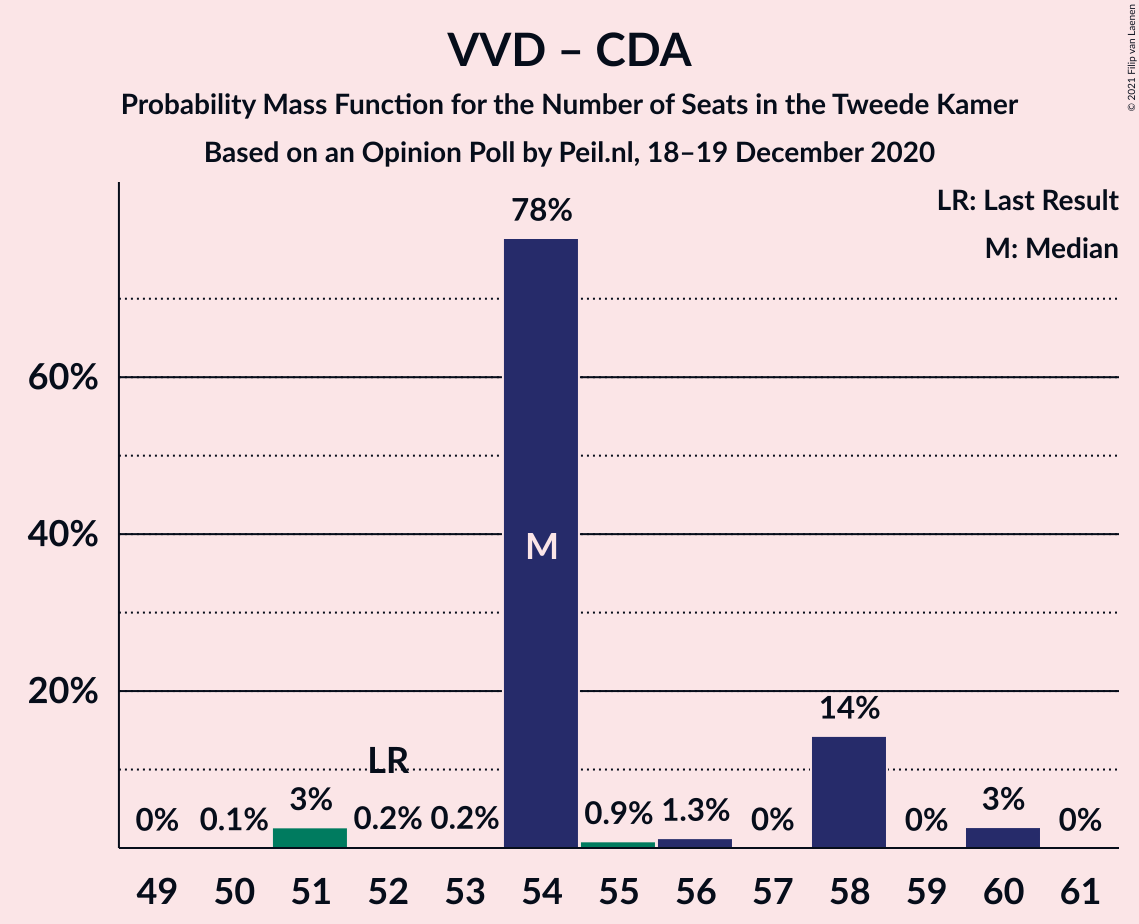 VVD – CDA
Probability Mass Function for the Number of Seats in the Tweede Kamer
Based on an Opinion Poll by Peil.nl, 18–19 December 2020
© 2021 Filip van Laenen
LR: Last Result
M: Median
60%
40%
20%
0%
0.1%
3%
LR
0.2%
0.2%
78%
M
0.9%
1.3%
0%
14%
0%
3%
0%
49 50 51 52 53 54 55 56 57 58 59 60 61